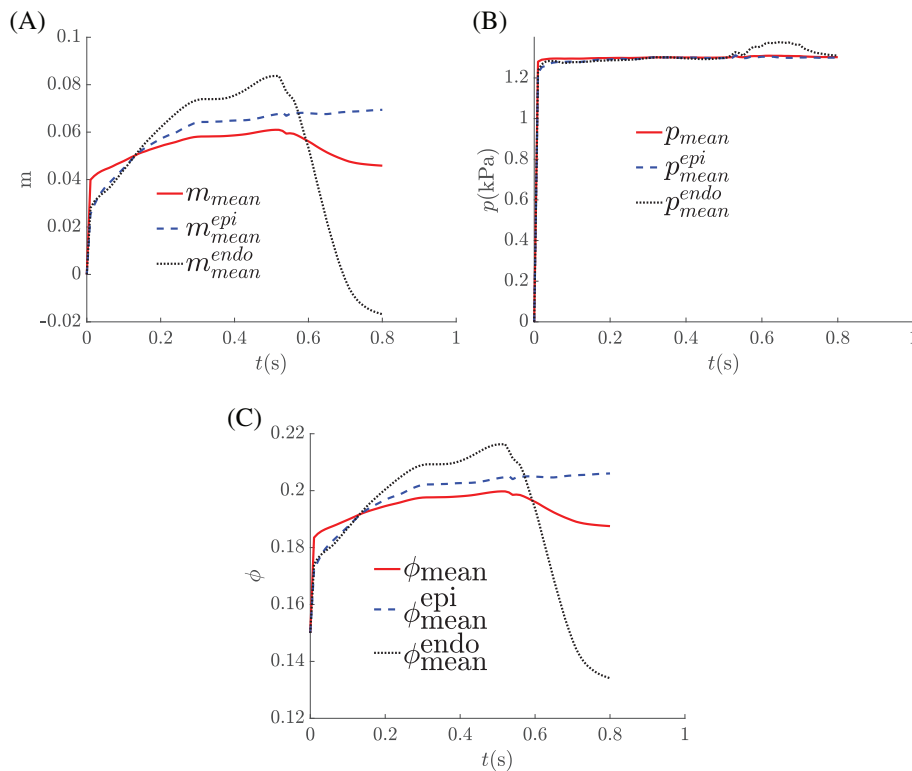 (A)
0.1
0.08
0.06
0.04
0.02
0
-0.02
m
0
0.2
0.4
0.6
0.8
1
t(s)
m_mean
m_mean^epi
m_mean^endo
(B)
1.2
1
0.8
0.6
0.4
0.2
0
p(kPa)
0
0.2
0.4
0.6
0.8
1
t(s)
p_mean
p_mean^epi
p_mean^endo
(C)
0.22
0.2
0.18
0.16
0.14
0.12
ϕ
0
0.2
0.4
0.6
0.8
1
t(s)
ϕ_mean
ϕ_mean^epi
ϕ_mean^endo